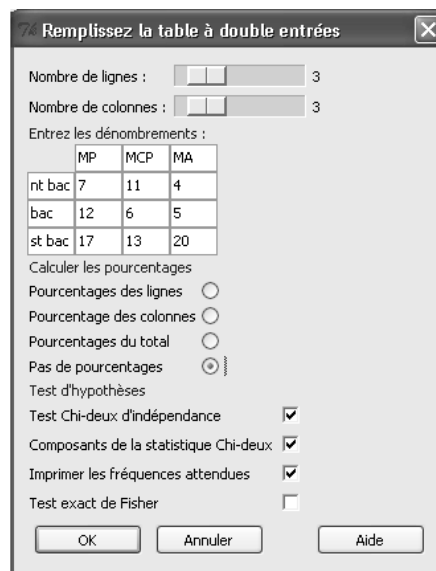 Remplissez la table à double entrées
Nombre de lignes : 3
Nombre de colonnes : 3
Entrez les dénombrements :
MP MCP MA
nt bac 7 11 4
bac 12 6 5
st bac 17 13 20
Calculer les pourcentages
Pourcentages des lignes
Pourcentage des colonnes
Pourcentages du total
Pas de pourcentages
Test d'hypothèses
Test Chi-deux d'indépendance
Composants de la statistique Chi-deux
Imprimer les fréquences attendues
Test exact de Fisher
OK Annuler Aide